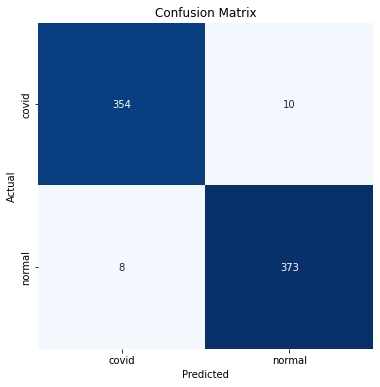 Confusion Matrix
covid
354
10
Actual
normal
8
373
covid
normal
Predicted